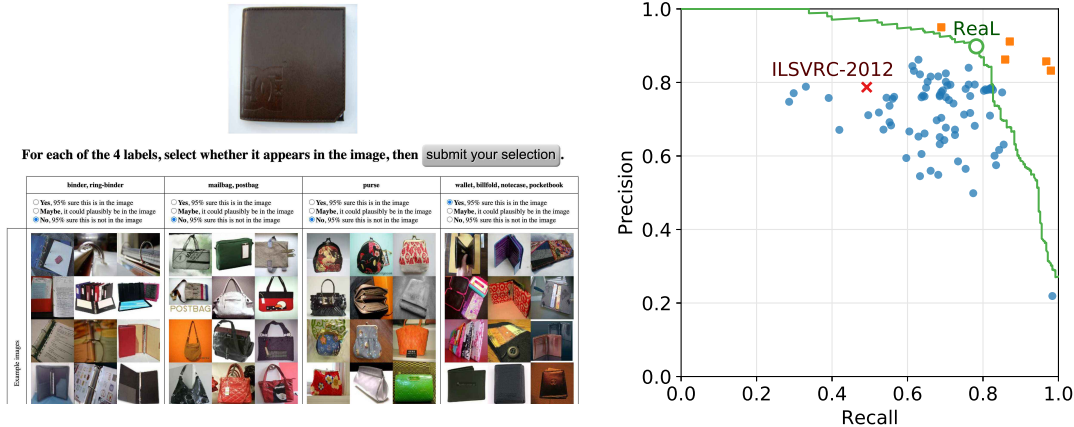 For each of the 4 labels, select whether it appears in the image, then submit your selection.
binder, ring-binder
mailbag, postbag
purse
wallet, billfold, notecase, pocketbook
Yes, 95% sure this is in the image
Maybe, it could plausibly be in the image
No, 95% sure this is not in the image
Yes, 95% sure this is in the image
Maybe, it could plausibly be in the image
No, 95% sure this is not in the image
Yes, 95% sure this is in the image
Maybe, it could plausibly be in the image
No, 95% sure this is not in the image
Yes, 95% sure this is in the image
Maybe, it could plausibly be in the image
No, 95% sure this is not in the image
Example images
POSTBAG
Precision
1.0
0.8
0.6
0.4
0.2
0.0
ReaL
ILSVRC-2012
0.0 0.2 0.4 0.6 0.8 1.0
Recall